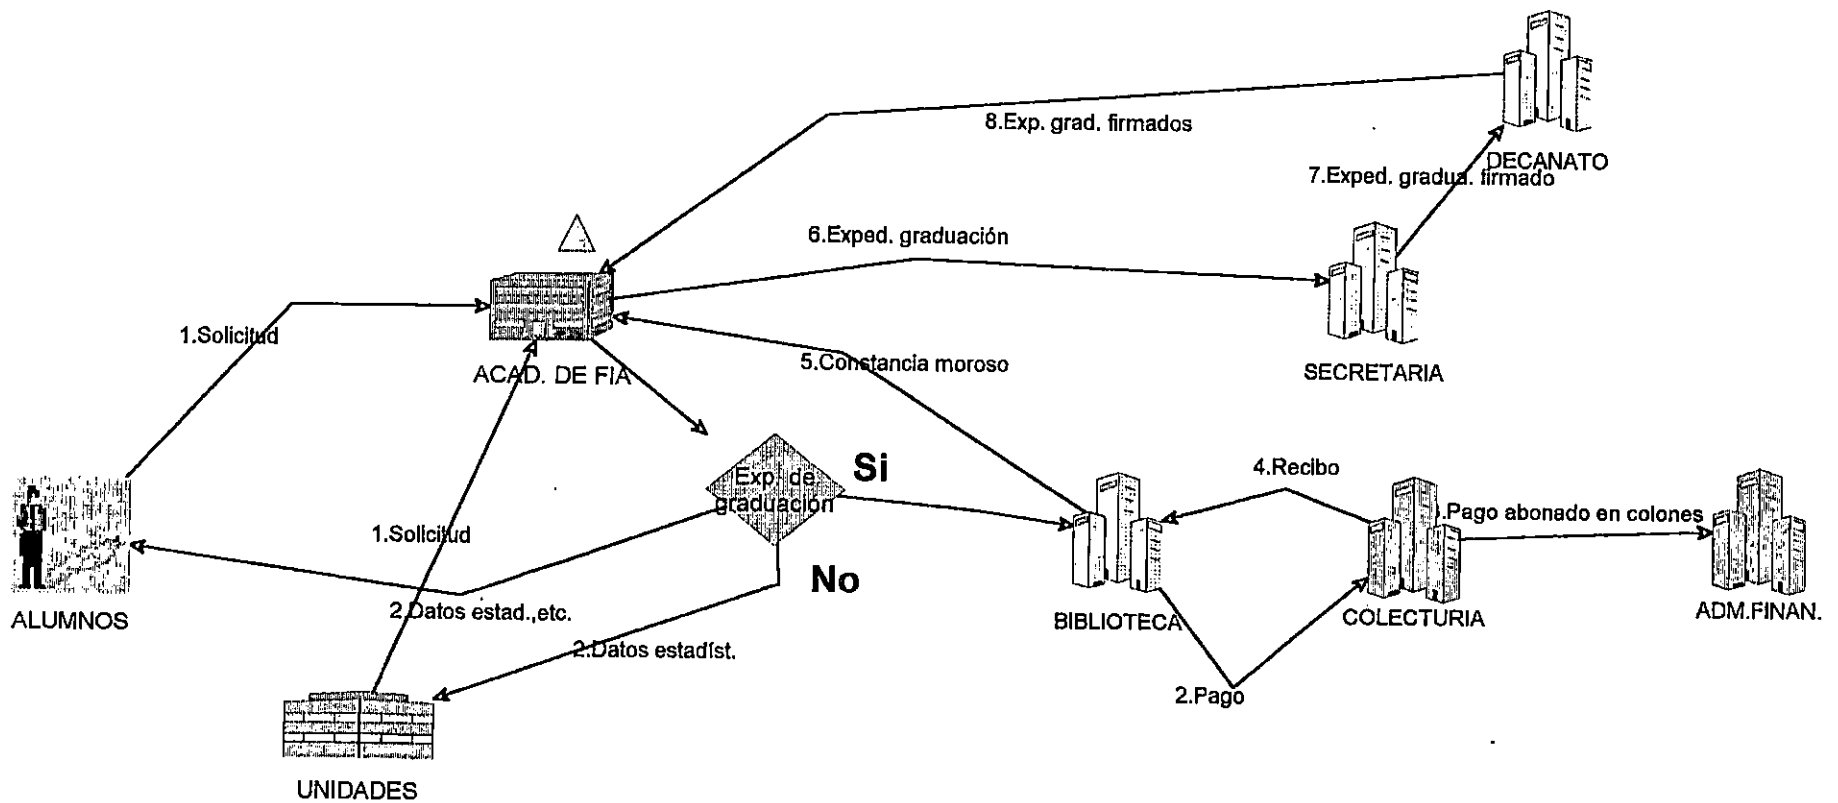 8.Exp. grad. firmados
DECANATO
7.Exped. gradua. firmado
6.Exped. graduación
1.Solicitud
5.Constancia moroso
SECRETARIA
ACAD. DE FIA
Si
Exp. de
graduación
4.Recibo
.Pago abonado en colones
1.Solicitud
No
2.Datos estad.,etc.
ALUMNOS
BIBLIOTECA
COLECTURIA
ADM.FINAN.
2.Datos estadíst.
2.Pago
UNIDADES